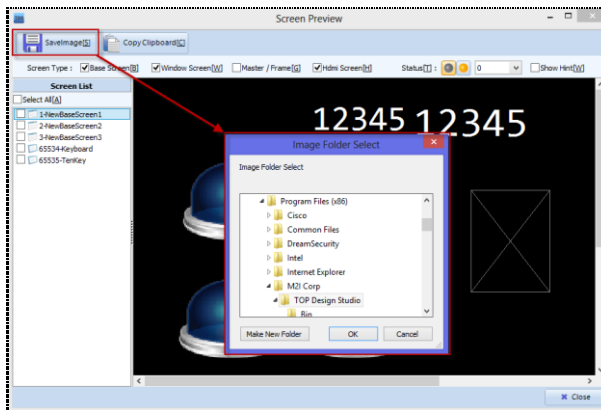 Screen Preview
SaveImage[S]
Copy Clipboard[C]
Screen Type : Base Screen[B] Window Screen[W] Master / Frame[G] Hdmi Screen[H] Status[T] : 0 Show Hint[W]
Screen List
Select All[A]
1-NewBaseScreen1
2-NewBaseScreen2
3-NewBaseScreen3
65534-Keyboard
65535-TenKey
12345 12345
Image Folder Select
Image Folder Select
Program Files (x86)
Cisco
Common Files
DreamSecurity
Intel
Internet Explorer
M2I Corp
TOP Design Studio
Bin
Make New Folder OK Cancel
Close